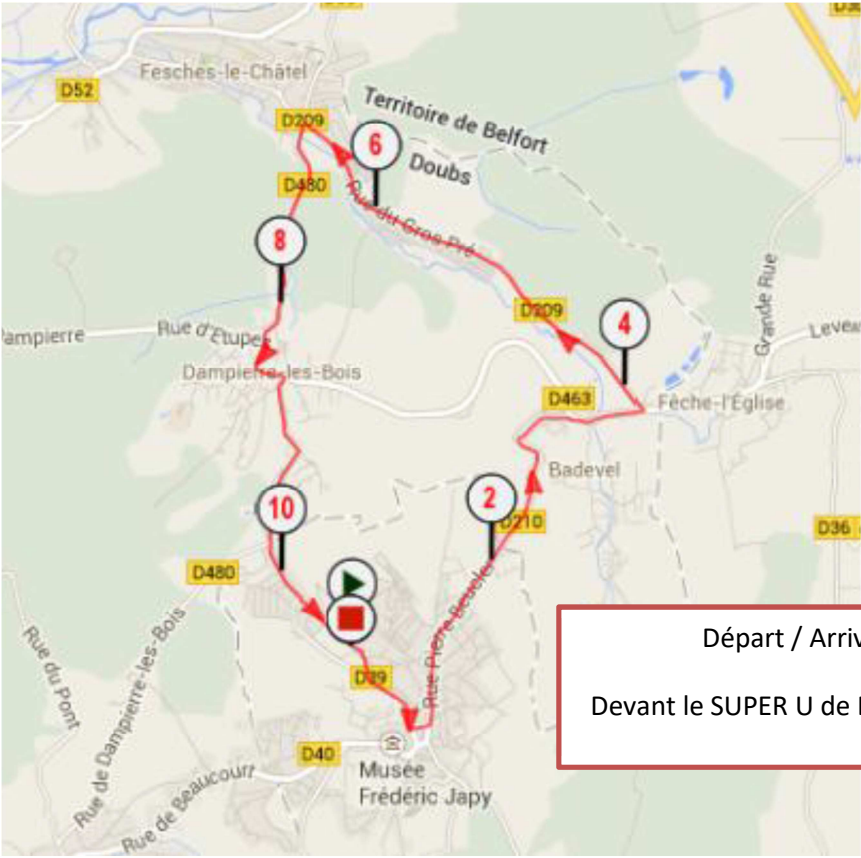 Fesches-le-Châtel
D52
D209
Territoire de Belfort
6
Doubs
D480
Rue du Gros Pré
8
Grande Rue
D209
4
Rue d'Etupes
Dampierre-les-Bois
D463
Fêche-l'Église
Badevel
10
2
D210
D36
D480
Rue Pierre Beucle
Départ / Arriv
Rue du Pont
Rue de Dampierre-les-Bois
D39
Devant le SUPER U de
D40
Musée
Frédéric Japy
Rue de Beaucourt